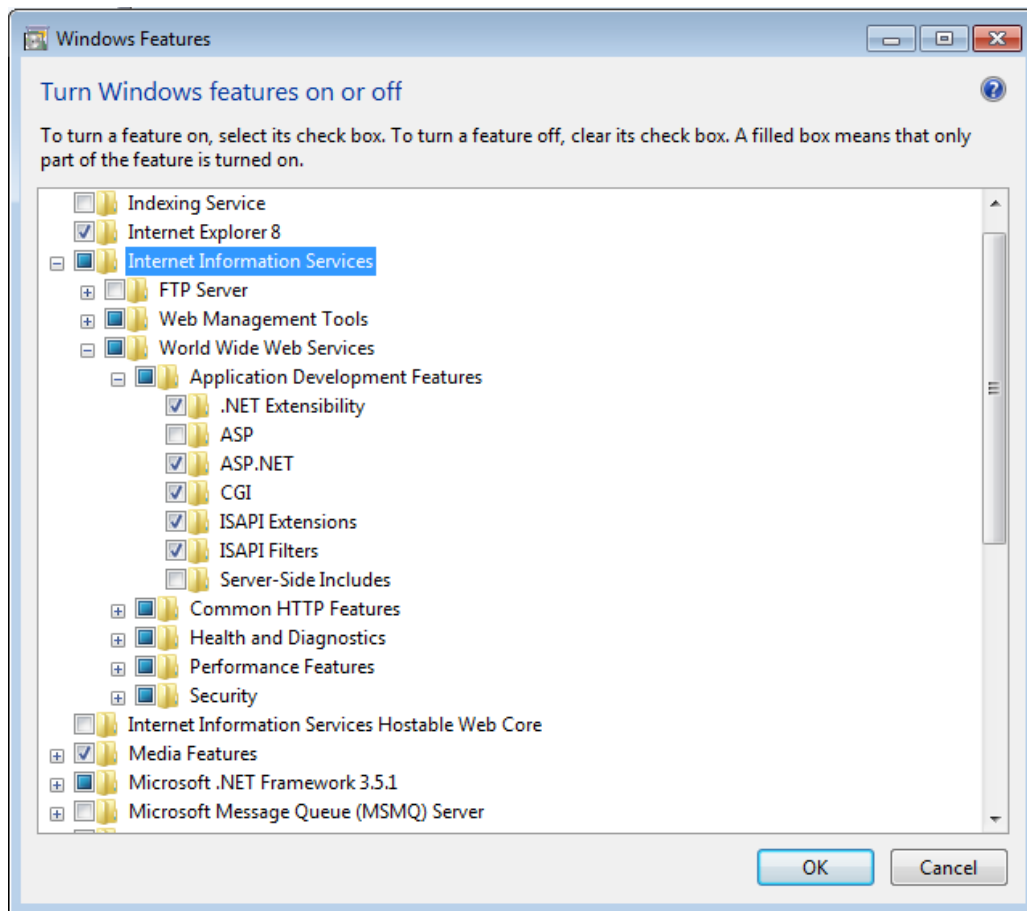 Windows Features
Turn Windows features on or off
To turn a feature on, select its check box. To turn a feature off, clear its check box. A filled box means that only
part of the feature is turned on.
Indexing Service
Internet Explorer 8
Internet Information Services
FTP Server
Web Management Tools
World Wide Web Services
Application Development Features
.NET Extensibility
ASP
ASP.NET
CGI
ISAPI Extensions
ISAPI Filters
Server-Side Includes
Common HTTP Features
Health and Diagnostics
Performance Features
Security
Internet Information Services Hostable Web Core
Media Features
Microsoft .NET Framework 3.5.1
Microsoft Message Queue (MSMQ) Server
OK Cancel